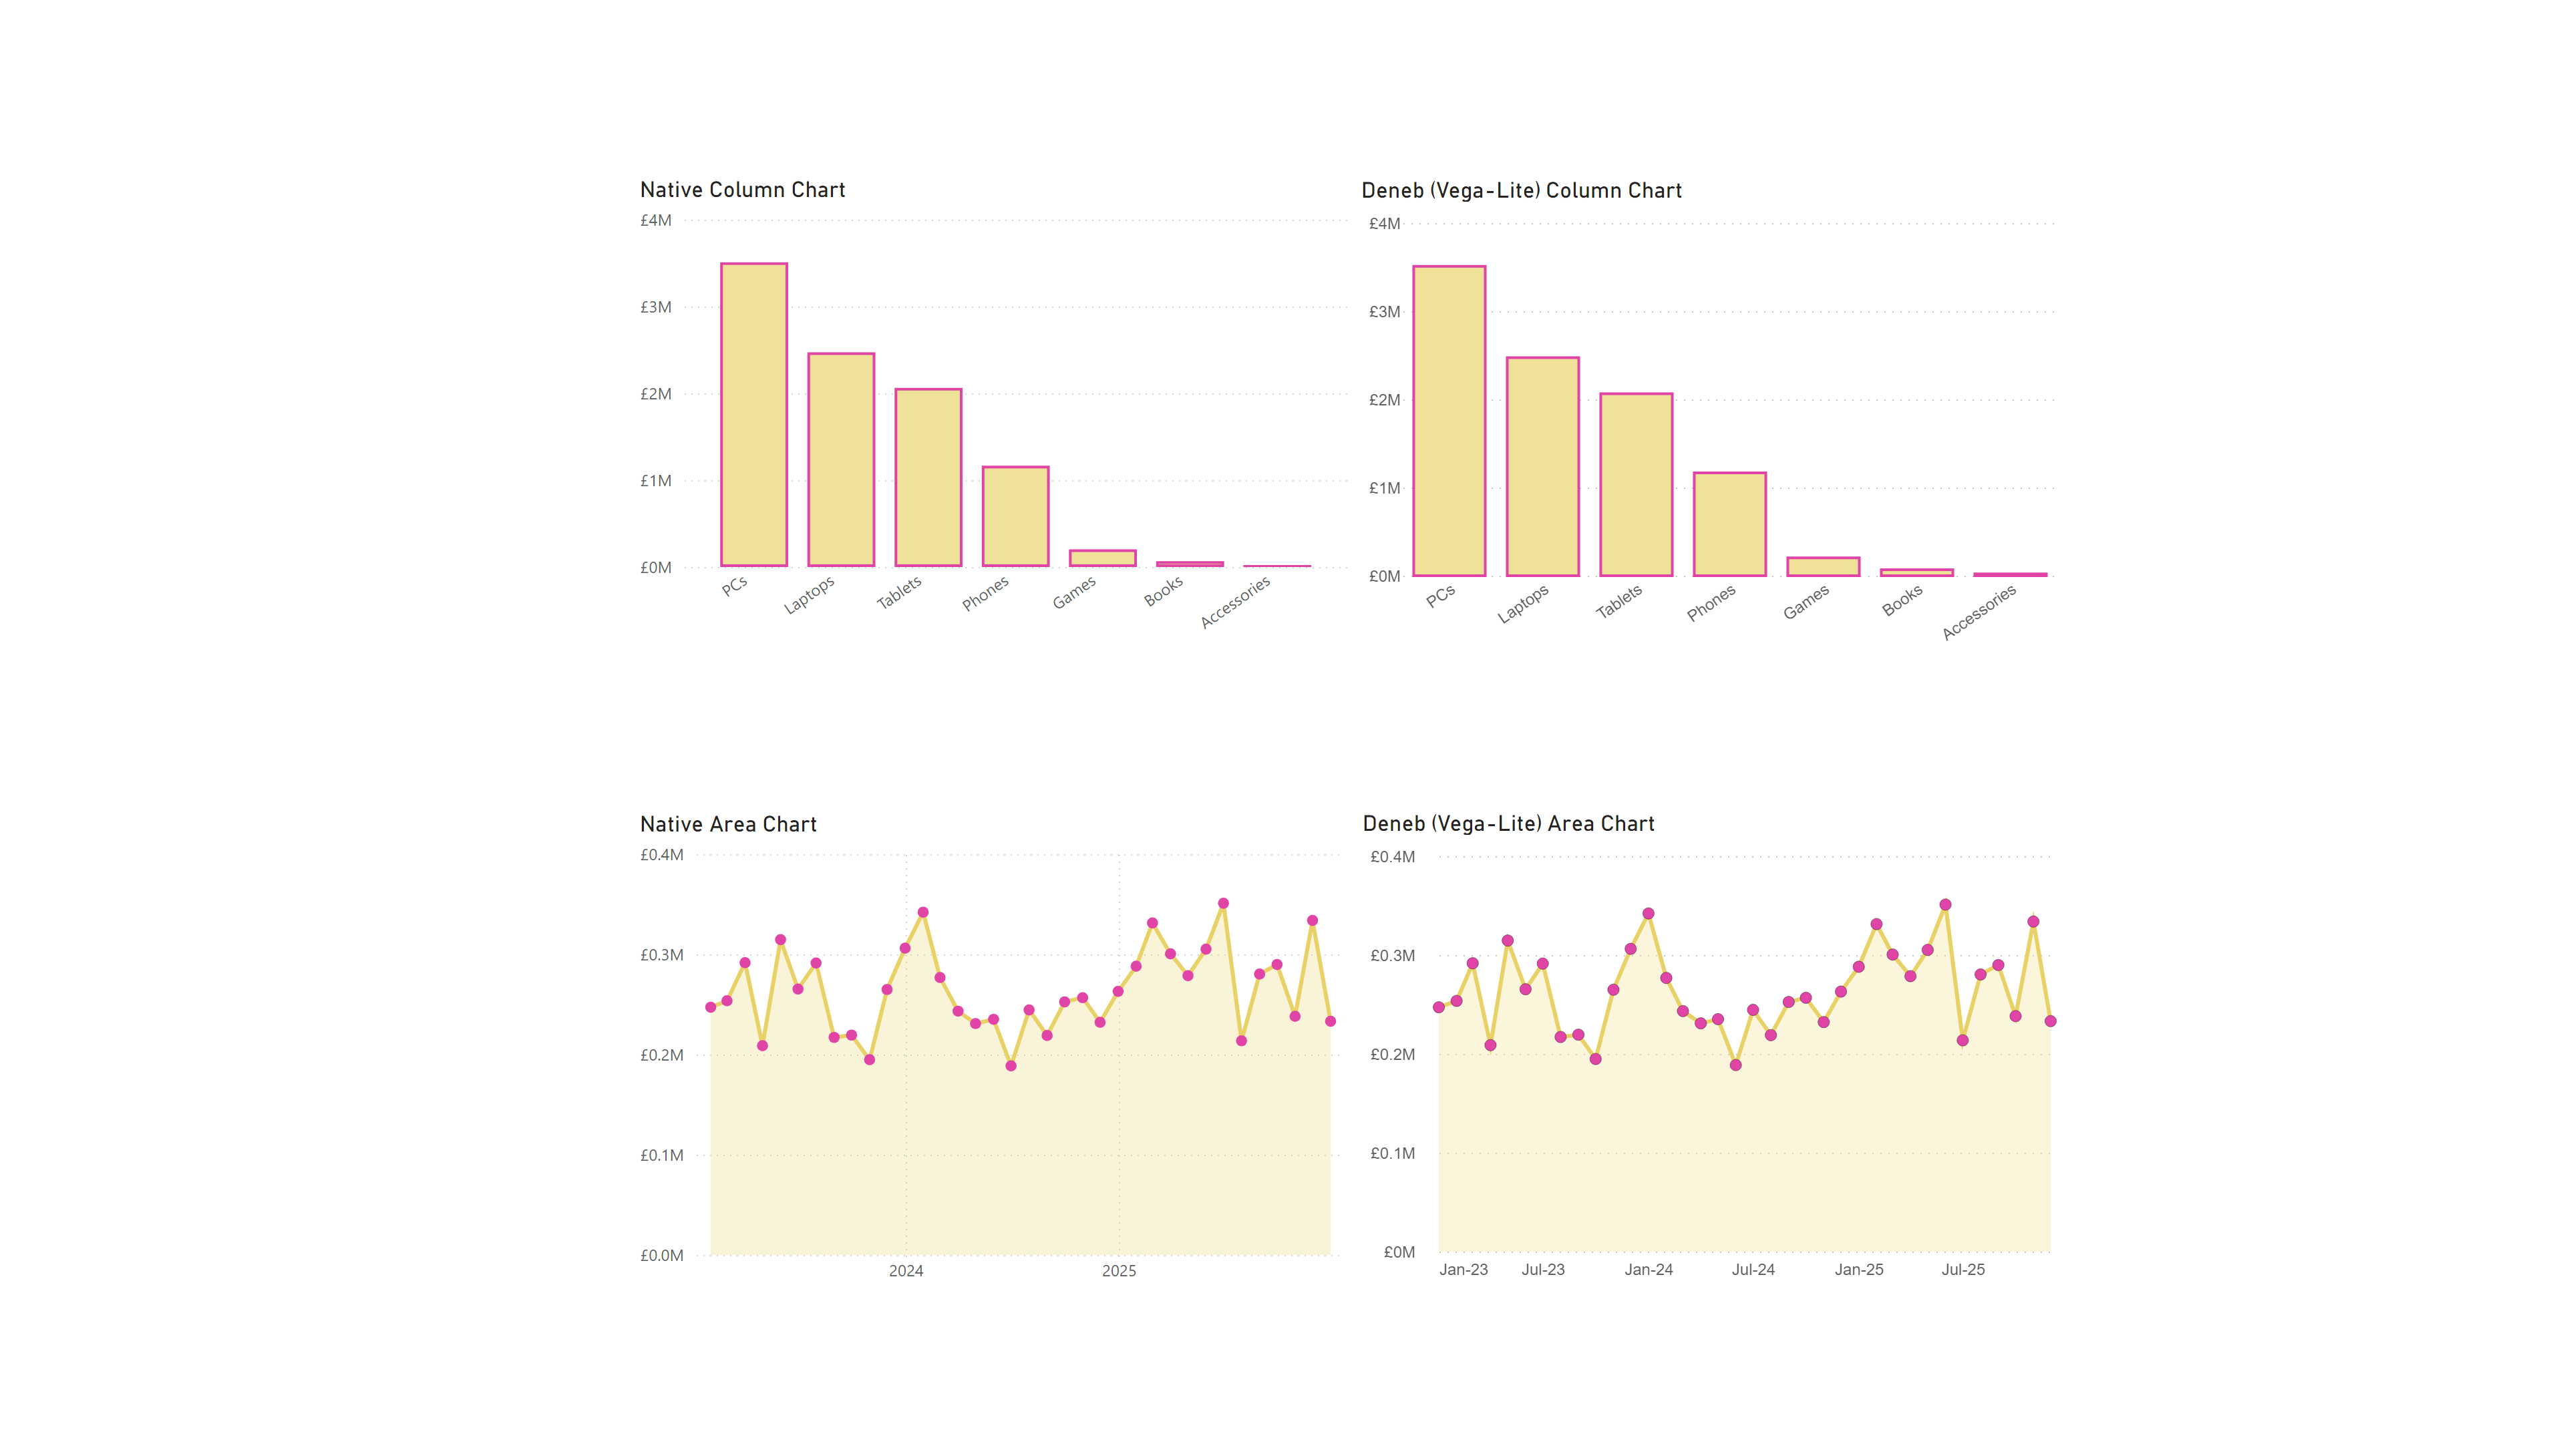 Native Column Chart
£4M
£3M
£2M
£1M
£0M
PCs
Laptops
Tablets
Phones
Games
Books
Accessories
Deneb (Vega-Lite) Column Chart
£4M
£3M
£2M
£1M
£0M
PCs
Laptops
Tablets
Phones
Games
Books
Accessories
Native Area Chart
£0.4M
£0.3M
£0.2M
£0.1M
£0.0M
2024
2025
Deneb (Vega-Lite) Area Chart
£0.4M
£0.3M
£0.2M
£0.1M
£0M
Jan-23
Jul-23
Jan-24
Jul-24
Jan-25
Jul-25